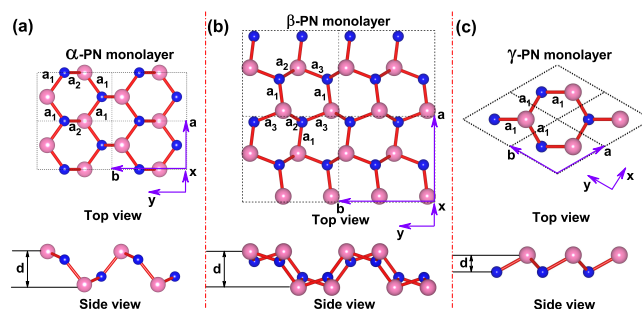 (a)
α-PN monolayer
a1 a1
a2
a1 a1
a2
a
b
x
y
Top view
d
Side view
(b)
β-PN monolayer
a2 a3
a1 a1
a3 a2 a3
a1
a
b
x
y
Top view
d
Side view
(c)
γ-PN monolayer
a1 a1
a1 a1
b
a
y
x
Top view
d
Side view